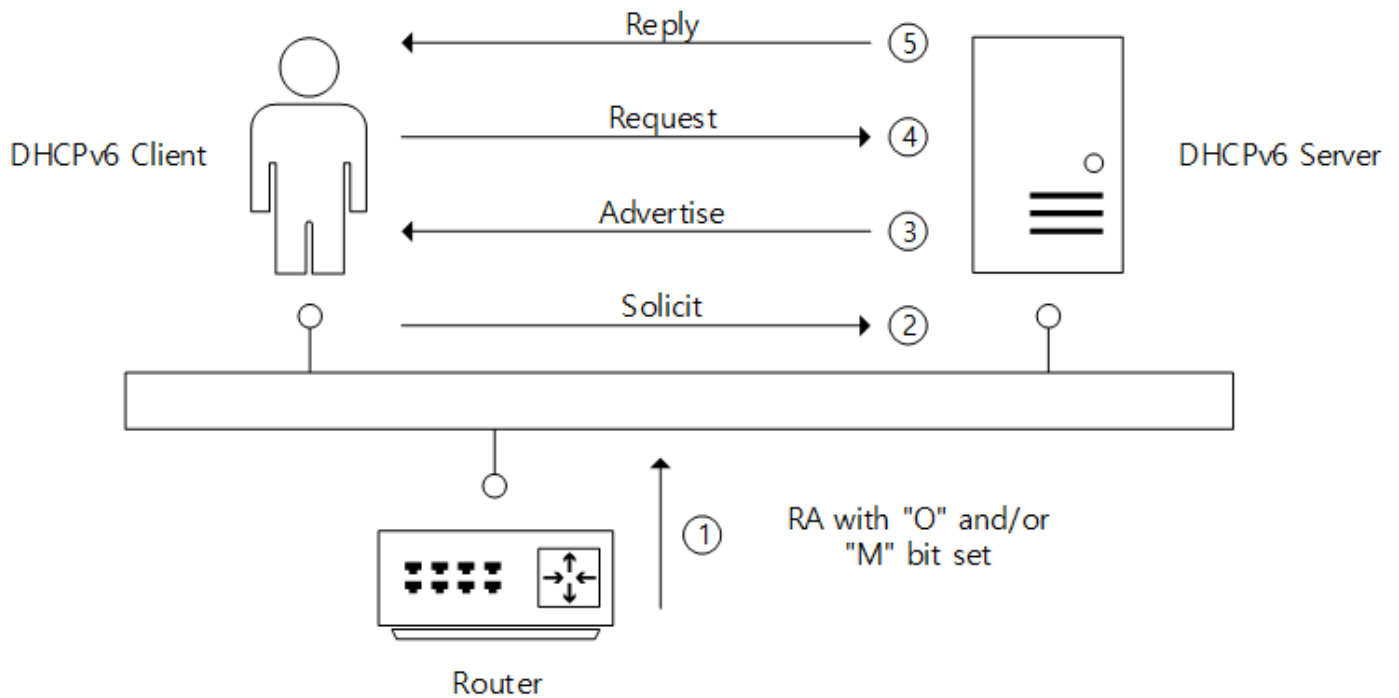 Reply
5
Request
4
DHCPv6 Client
DHCPv6 Server
Advertise
3
Solicit
2
1
RA with "O" and/or
"M" bit set
Router